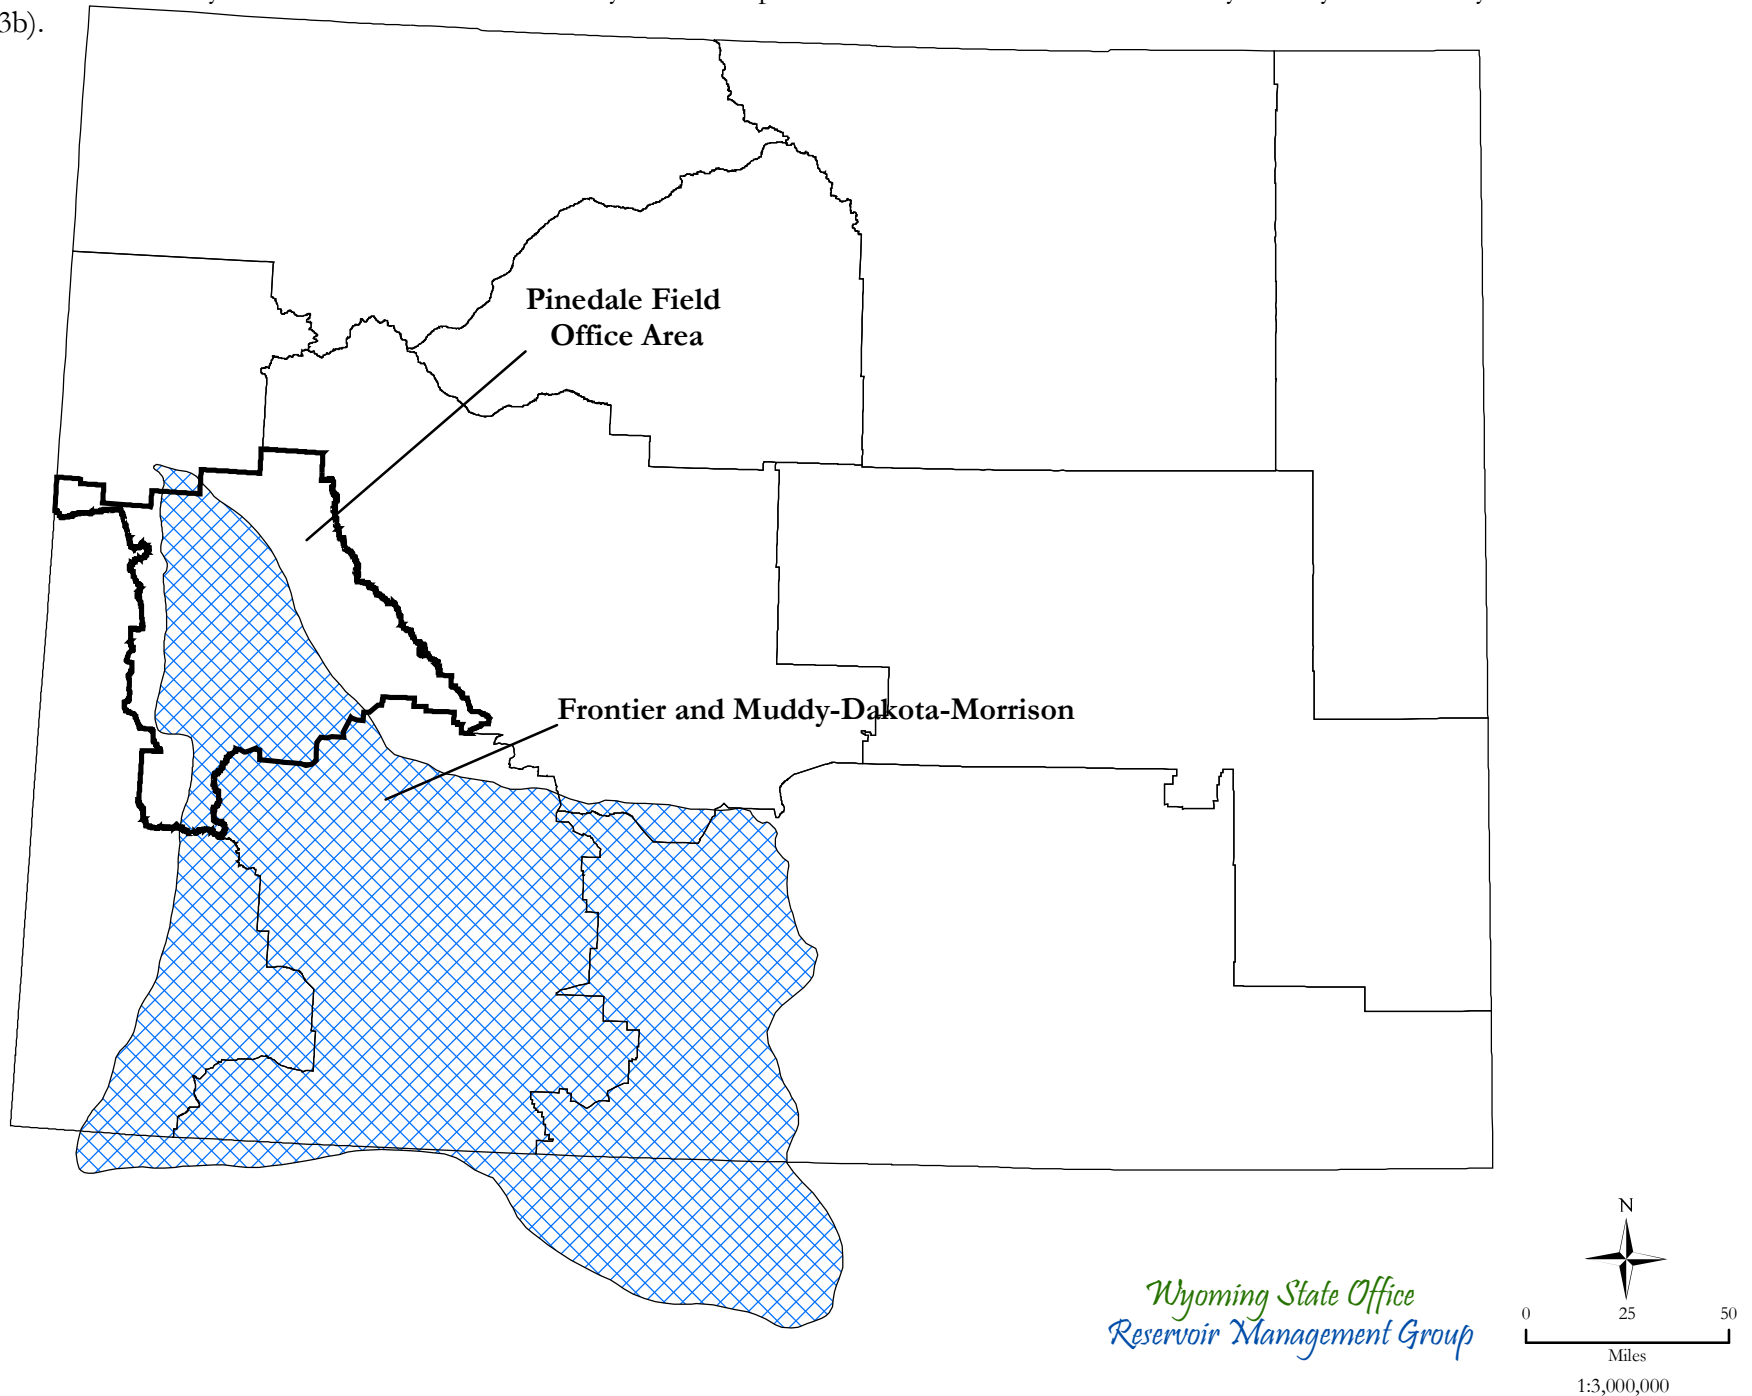 3b).
Pinedale Field
Office Area
Frontier and Muddy-Dakota-Morrison
N
Wyoming State Office
Reservoir Management Group
0 25 50
Miles
1:3,000,000